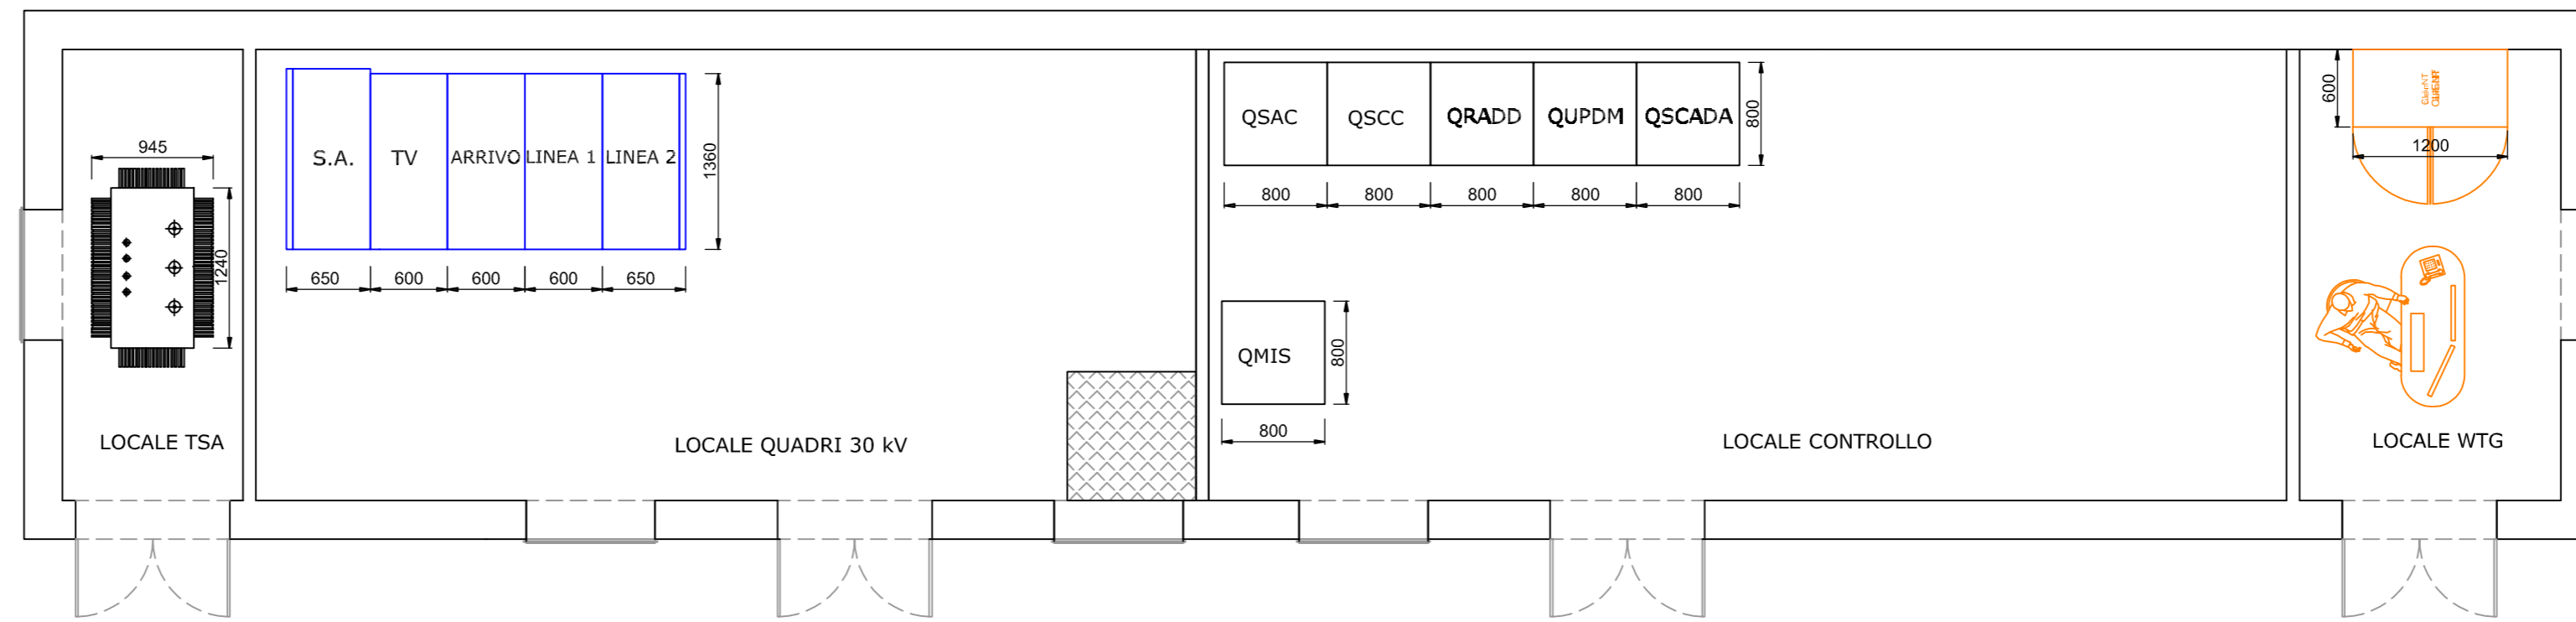 945
1240
LOCALE TSA
S.A.
TV
ARRIVO
LINEA 1
LINEA 2
1360
650
600
600
600
650
LOCALE QUADRI 30 kV
QSAC
QSCC
QRADD
QUPDM
QSCADA
800
800
800
800
800
800
QMIS
800
800
LOCALE CONTROLLO
600
1200
LOCALE WTG